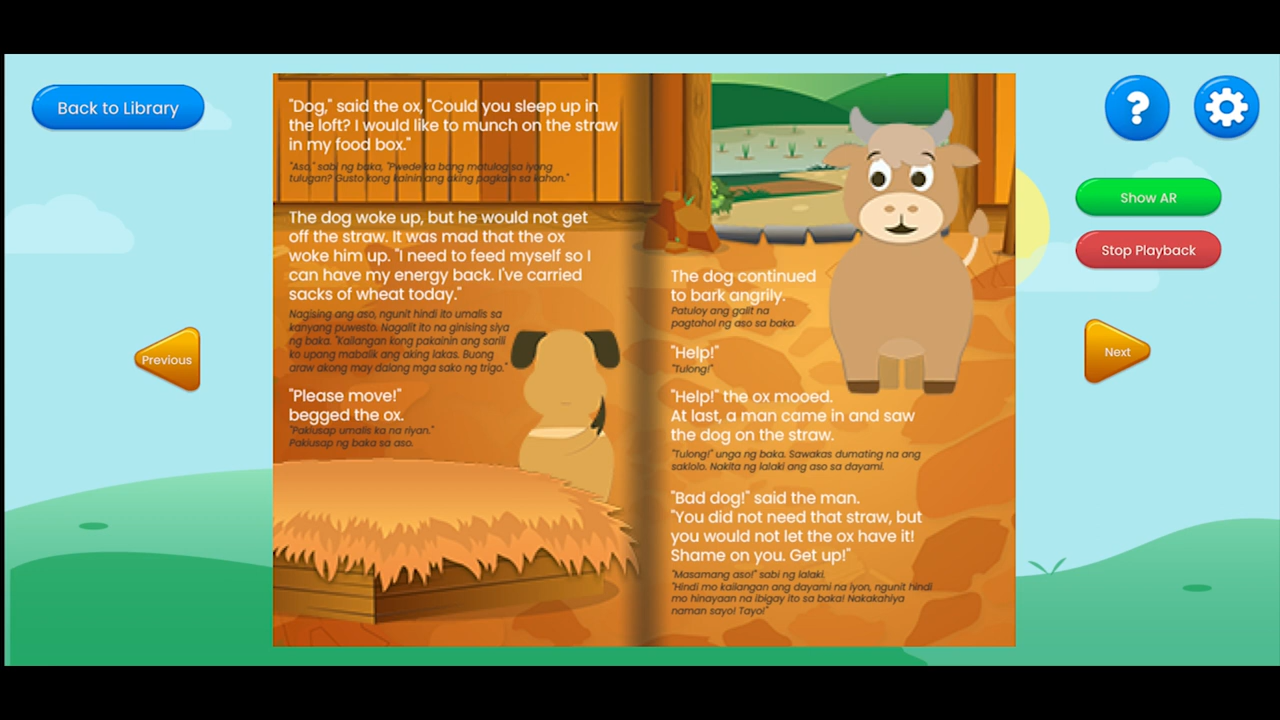 Back to Library
"Dog," said the ox, "Could you sleep up in
the loft? I would like to munch on the straw
in my food box."
"Aso," sabi ng baka, "Pwede ka bang matulog sa iyong
tulugan? Gusto kong kainin ang aking pagkain sa kahon."
The dog woke up, but he would not get
off the straw. It was mad that the ox
woke him up. "I need to feed myself so I
can have my energy back. I've carried
sacks of wheat today."
Nagising ang aso, ngunit hindi ito umalis sa
kanyang puwesto. Nagalit ito na ginising siya
ng baka. "Kailangan kong pakainin ang sarili
ko upang mabalik ang aking lakas. Buong
araw akong may dalang mga sako ng trigo."
"Please move!"
begged the ox.
"Pakiusap umalis ka na riyan."
Pakiusap ng baka sa aso.
The dog continued
to bark angrily.
Patuloy ang galit na
pagtahol ng aso sa baka.
"Help!"
"Tulong!"
"Help!" the ox mooed.
At last, a man came in and saw
the dog on the straw.
"Tulong!" unga ng baka. Sawakas dumating na ang
saklolo. Nakita ng lalaki ang aso sa dayami.
"Bad dog!" said the man.
"You did not need that straw, but
you would not let the ox have it!
Shame on you. Get up!"
"Masamang aso!" sabi ng lalaki.
"Hindi mo kailangan ang dayami na iyon, ngunit hindi
mo hinayaan na ibigay ito sa baka! Nakakahiya
naman sayo! Tayo!"
?
Show AR
Stop Playback
Previous
Next